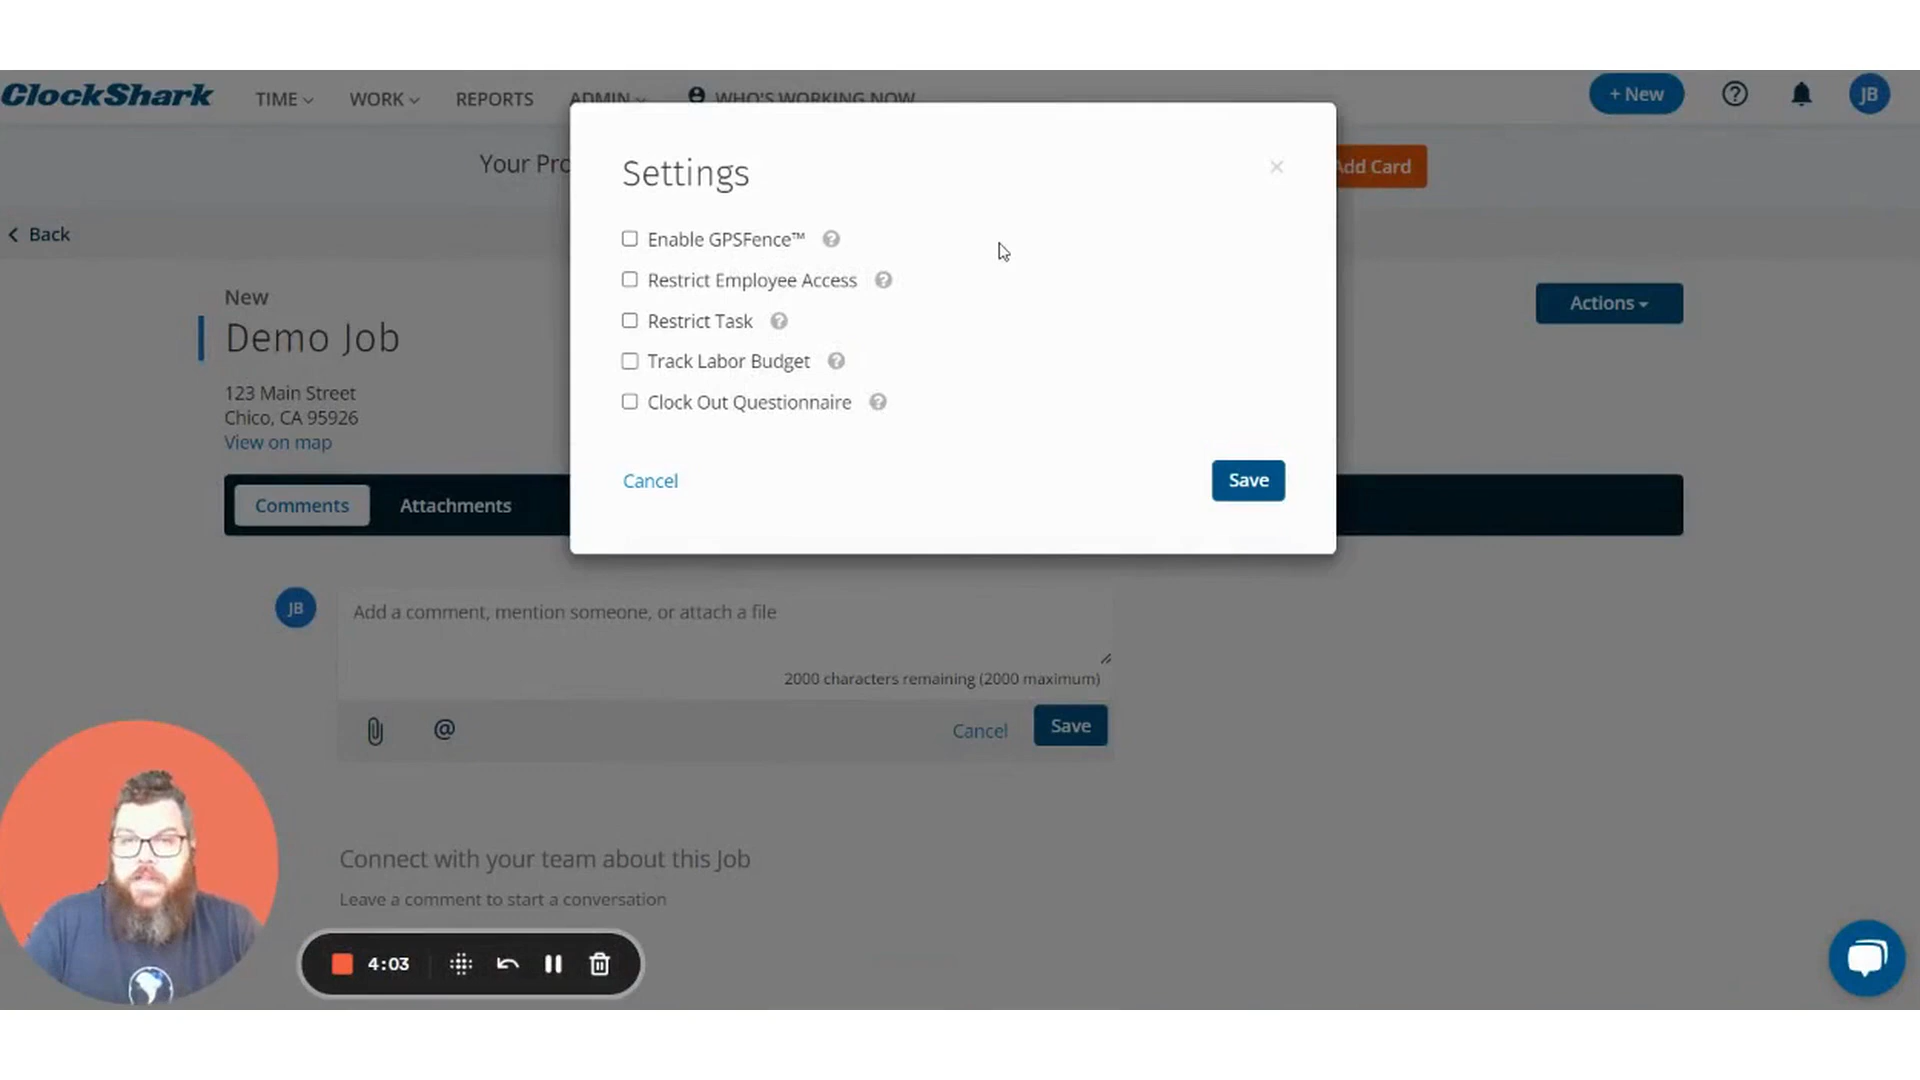 ClockShark
TIME
WORK
REPORTS
ADMIN
WHO'S WORKING NOW
+ New
?
JB
Your Pro
Add Card
Back
Settings
×
Enable GPSFence™ ?
Restrict Employee Access ?
Restrict Task ?
Track Labor Budget ?
Clock Out Questionnaire ?
Cancel
Save
New
Demo Job
Actions
123 Main Street
Chico, CA 95926
View on map
Comments
Attachments
JB
Add a comment, mention someone, or attach a file
2000 characters remaining (2000 maximum)
@
Cancel
Save
Connect with your team about this Job
Leave a comment to start a conversation
4:03